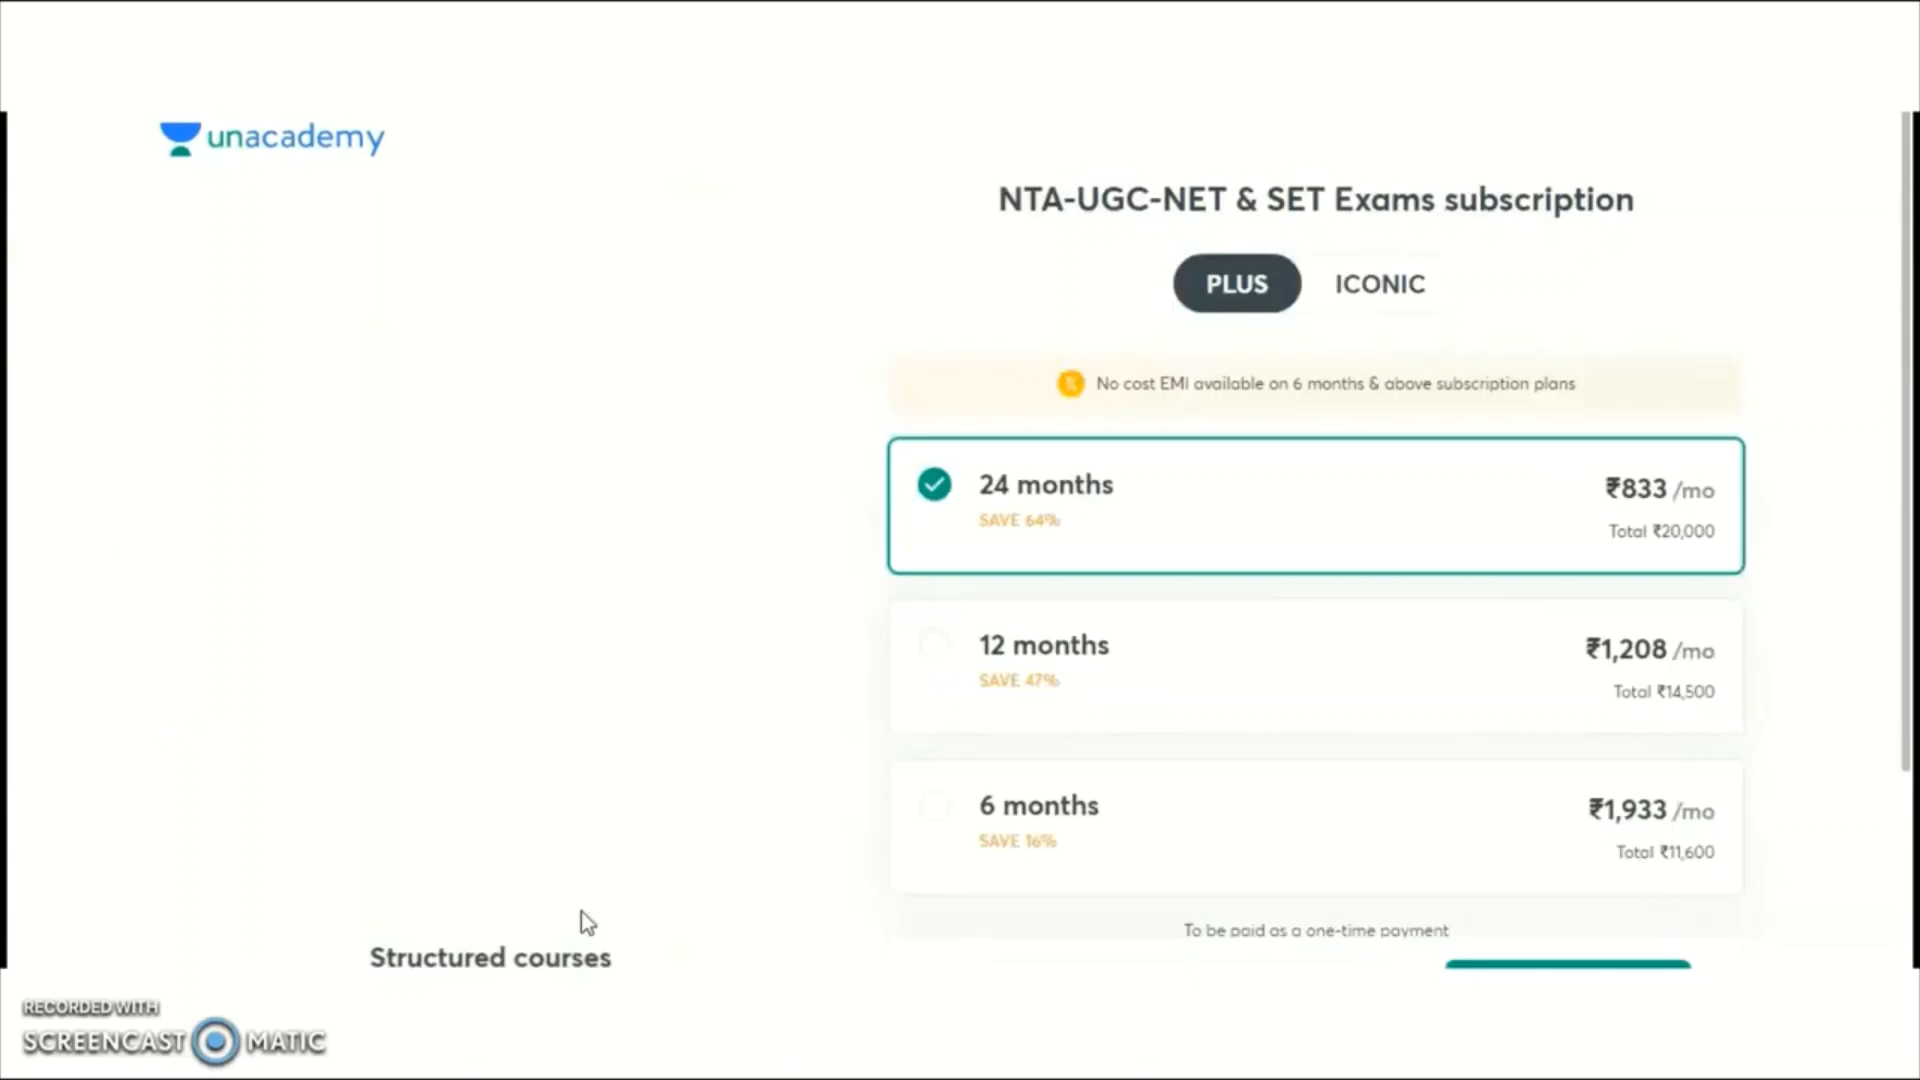 unacademy
NTA-UGC-NET & SET Exams subscription
PLUS
ICONIC
No cost EMI available on 6 months & above subscription plans
24 months
₹833 /mo
SAVE 64%
Total ₹20,000
12 months
₹1,208 /mo
SAVE 47%
Total ₹14,500
6 months
₹1,933 /mo
SAVE 16%
Total ₹11,600
To be paid as a one-time payment
Structured courses
RECORDED WITH
SCREENCAST MATIC